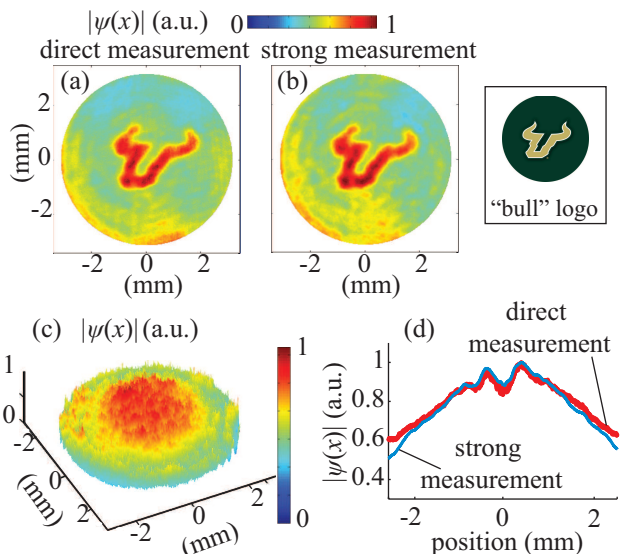 |ψ(x)| (a.u.) 0 1
direct measurement strong measurement
(a) (b)
2
0
-2
(mm)
-2 0 2
(mm)
-2 0 2
(mm)
"bull" logo
(c) |ψ(x)| (a.u.)
1
0
-2
0
2
(mm)
-2
0
2
(mm)
1
0
(d)
direct
measurement
1
0.8
0.6
0.4
|ψ(x)| (a.u.)
strong
measurement
-2 0 2
position (mm)